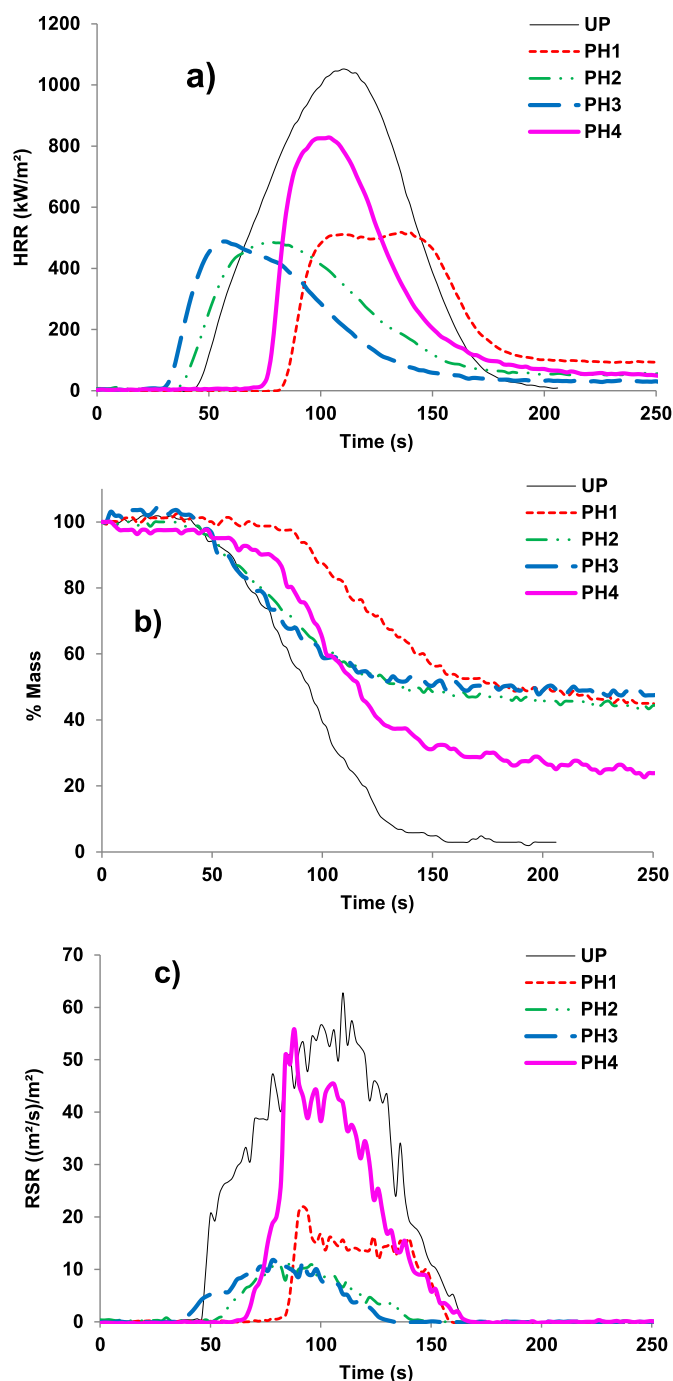 a)
UP
PH1
PH2
PH3
PH4
HRR (kW/m²)
1200
1000
800
600
400
200
0
0 50 100 150 200 250
Time (s)
b)
UP
PH1
PH2
PH3
PH4
% Mass
100
80
60
40
20
0
0 50 100 150 200 250
Time (s)
c)
UP
PH1
PH2
PH3
PH4
RSR ((m²/s)/m²)
70
60
50
40
30
20
10
0
0 50 100 150 200 250
Time (s)